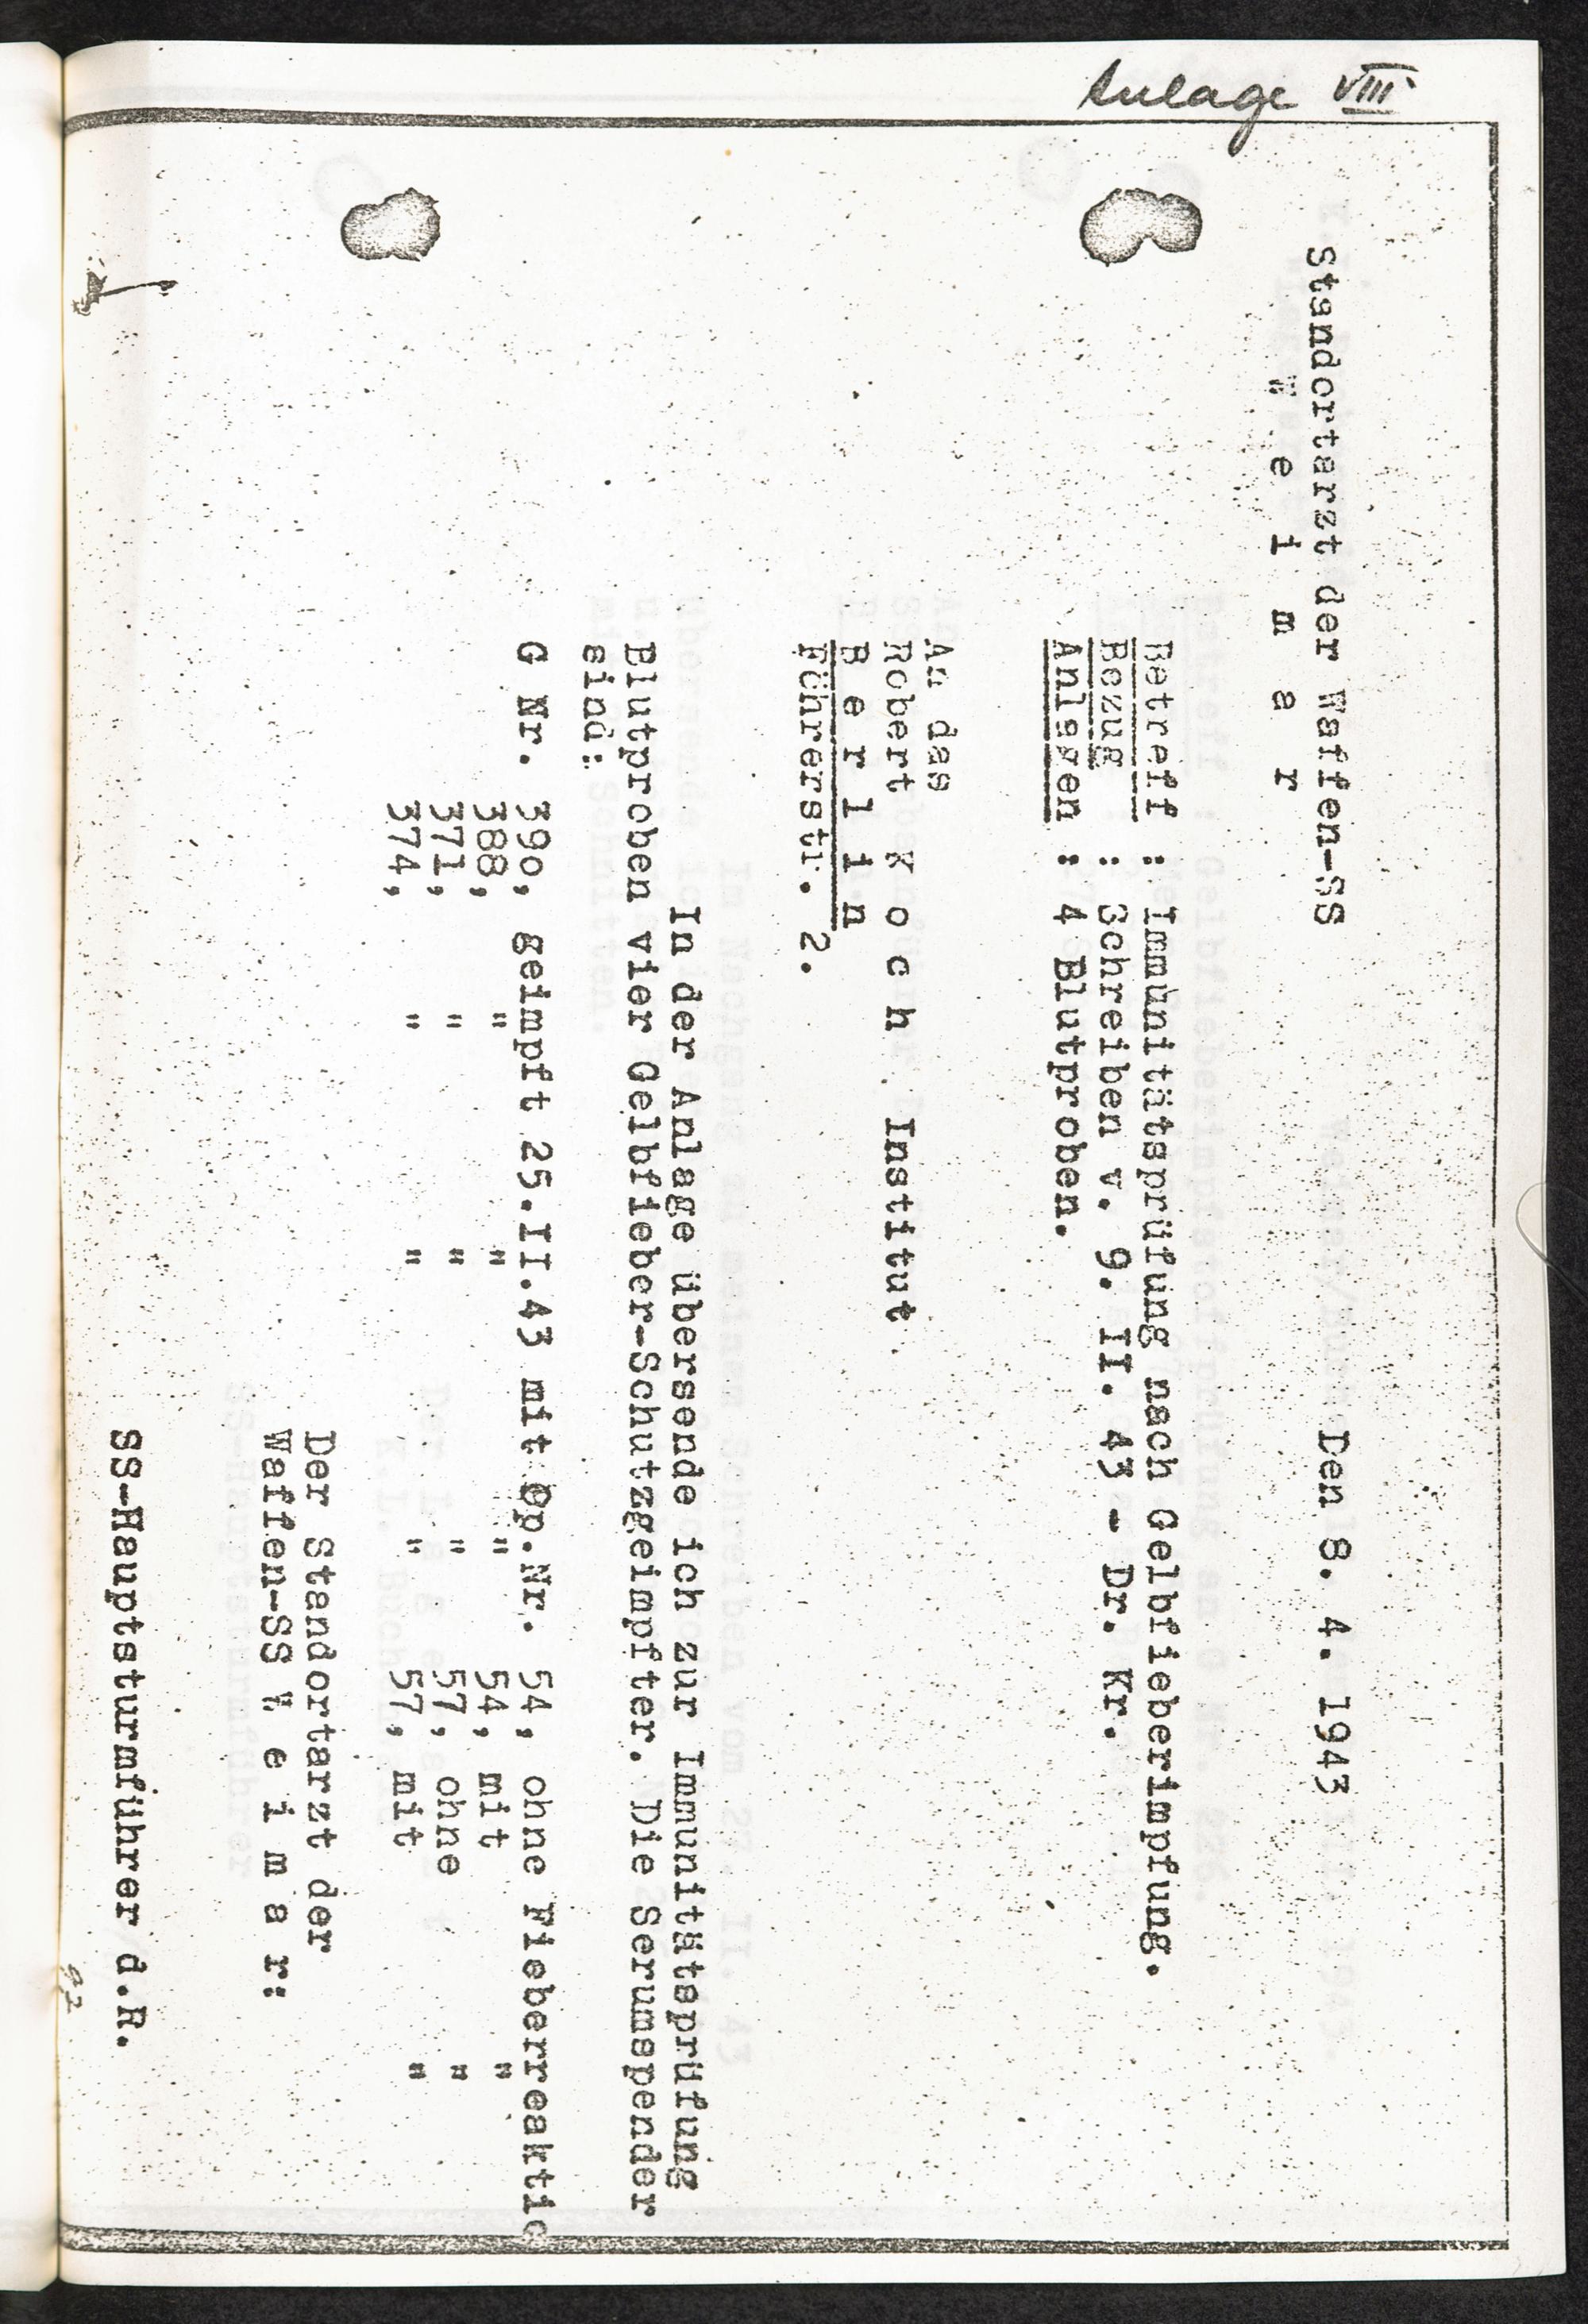 Anlage VIII
Standortarzt der Waffen-SS Den 8. 4. 1943
W e i m a r
Betreff : Immunitätsprüfung nach Gelbfieberimpfung.
Bezug : Schreiben v. 9. II. 43 - Dr. Kr.
Anlagen : 4 Blutproben.
An das
Robert K o c h Institut
B e r l i n
Föhrerstr. 2.
In der Anlage übersende ich zur Immunitätsprüfung
Blutproben vier Gelbfieber-Schutzgeimpfter. Die Serumspender
sind:
G Nr. 390, geimpft 25.II.43 mit Op.Nr. 54, ohne Fieberreaktio
388, " " " 54, mit "
371, " " " 57, ohne "
374, " " " 57, mit "
Der Standortarzt der
Waffen-SS W e i m a r:
SS-Hauptsturmführer d.R.